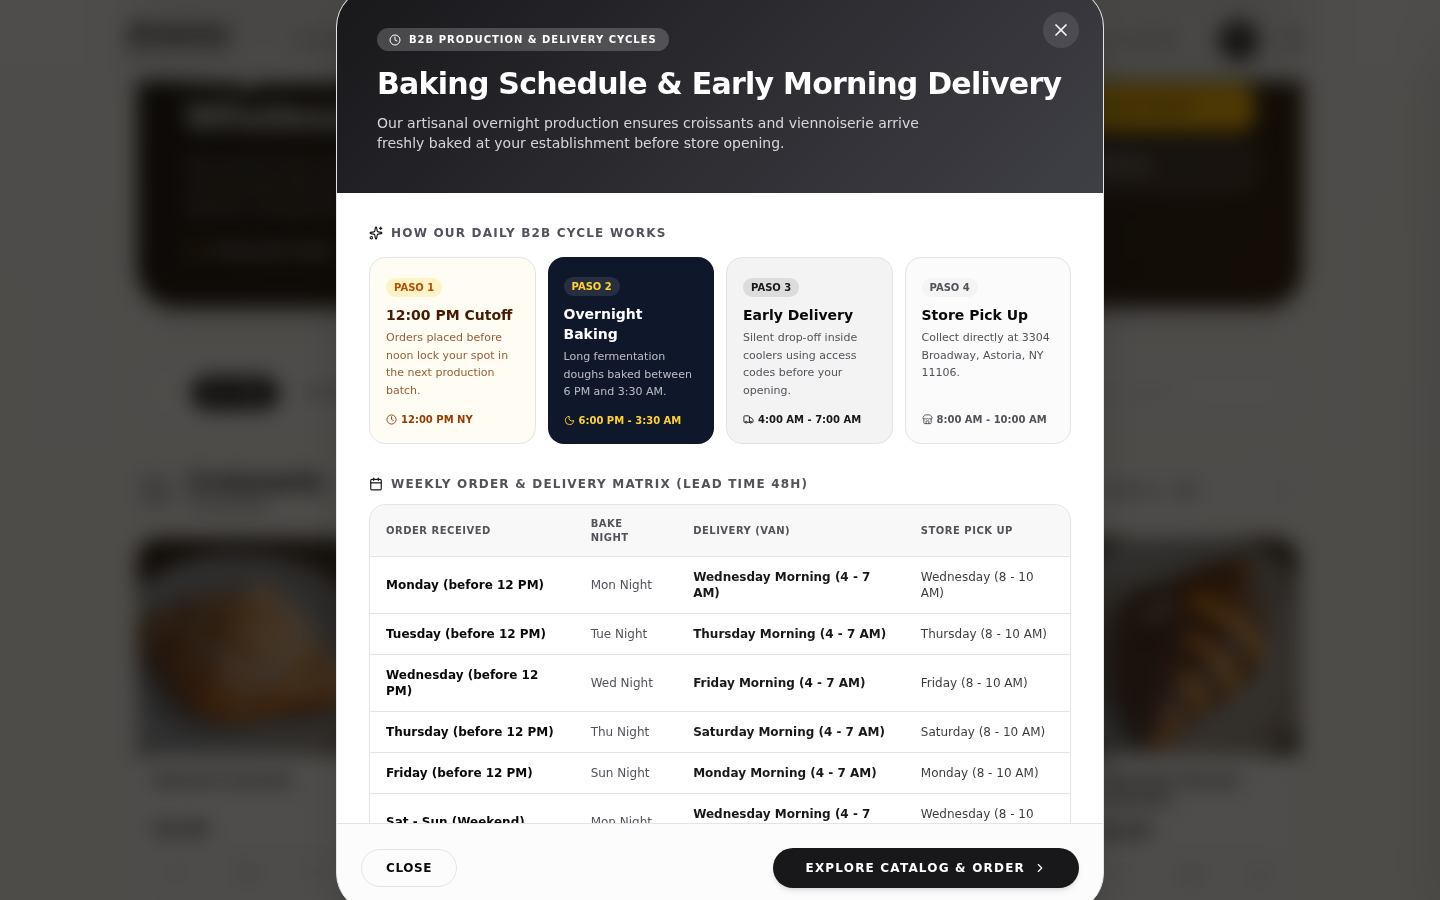 B2B PRODUCTION & DELIVERY CYCLES
Baking Schedule & Early Morning Delivery
Our artisanal overnight production ensures croissants and viennoiserie arrive
freshly baked at your establishment before store opening.
HOW OUR DAILY B2B CYCLE WORKS
PASO 1
12:00 PM Cutoff
Orders placed before
noon lock your spot in
the next production
batch.
12:00 PM NY
PASO 2
Overnight
Baking
Long fermentation
doughs baked between
6 PM and 3:30 AM.
6:00 PM - 3:30 AM
PASO 3
Early Delivery
Silent drop-off inside
coolers using access
codes before your
opening.
4:00 AM - 7:00 AM
PASO 4
Store Pick Up
Collect directly at 3304
Broadway, Astoria, NY
11106.
8:00 AM - 10:00 AM
WEEKLY ORDER & DELIVERY MATRIX (LEAD TIME 48H)
ORDER RECEIVED
BAKE
NIGHT
DELIVERY (VAN)
STORE PICK UP
Monday (before 12 PM)
Mon Night
Wednesday Morning (4 - 7
AM)
Wednesday (8 - 10
AM)
Tuesday (before 12 PM)
Tue Night
Thursday Morning (4 - 7 AM)
Thursday (8 - 10 AM)
Wednesday (before 12
PM)
Wed Night
Friday Morning (4 - 7 AM)
Friday (8 - 10 AM)
Thursday (before 12 PM)
Thu Night
Saturday Morning (4 - 7 AM)
Saturday (8 - 10 AM)
Friday (before 12 PM)
Sun Night
Monday Morning (4 - 7 AM)
Monday (8 - 10 AM)
Sat - Sun (Weekend)
Mon Night
Wednesday Morning (4 - 7
Wednesday (8 - 10
CLOSE
EXPLORE CATALOG & ORDER